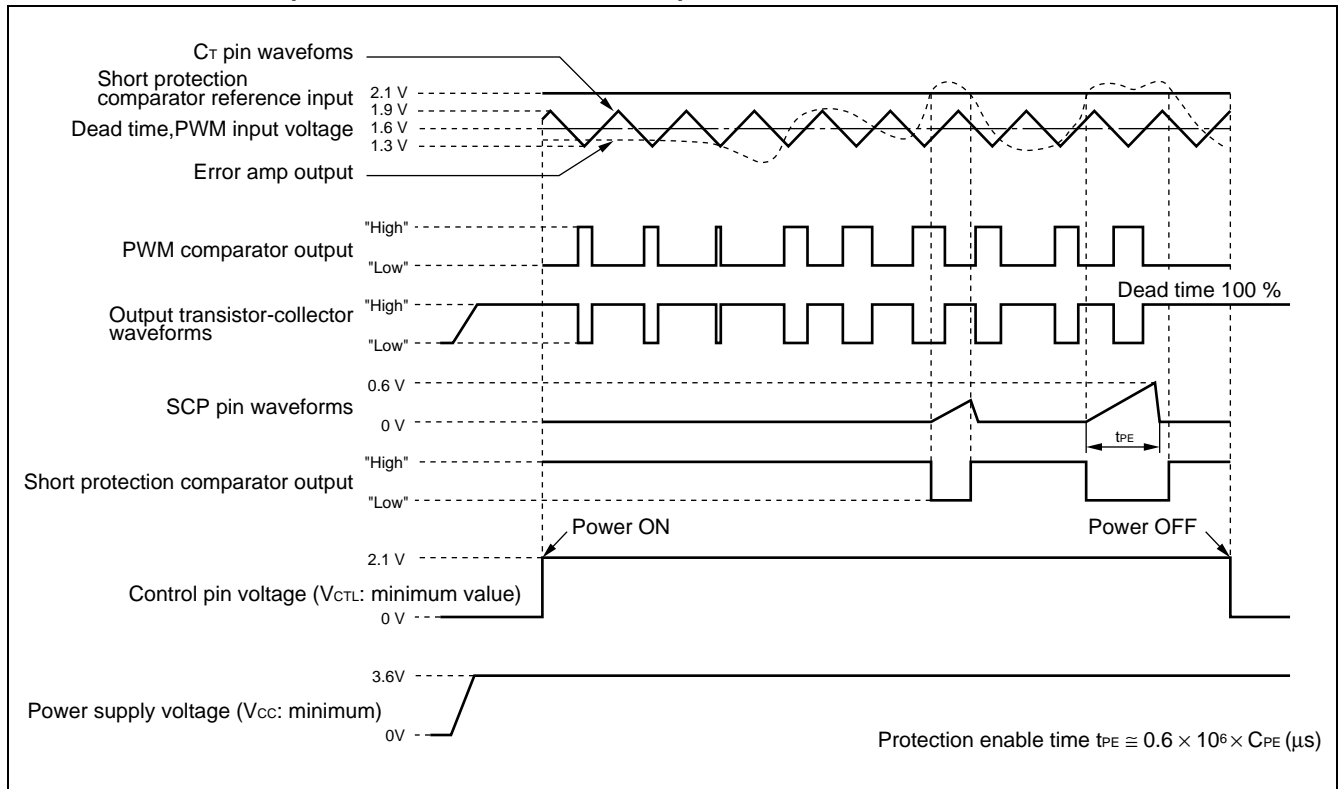 CT pin wavefoms
Short protection
comparator reference input
2.1 V
1.9 V
Dead time,PWM input voltage
1.6 V
1.3 V
Error amp output
"High"
PWM comparator output
"Low"
Dead time 100 %
"High"
Output transistor-collector
waveforms
"Low"
0.6 V
SCP pin waveforms
0 V
tPE
"High"
Short protection comparator output
"Low"
Power ON
Power OFF
2.1 V
Control pin voltage (VCTL: minimum value)
0 V
3.6V
Power supply voltage (VCC: minimum)
0V
Protection enable time tPE ≅ 0.6 × 10⁶ × CPE (μs)